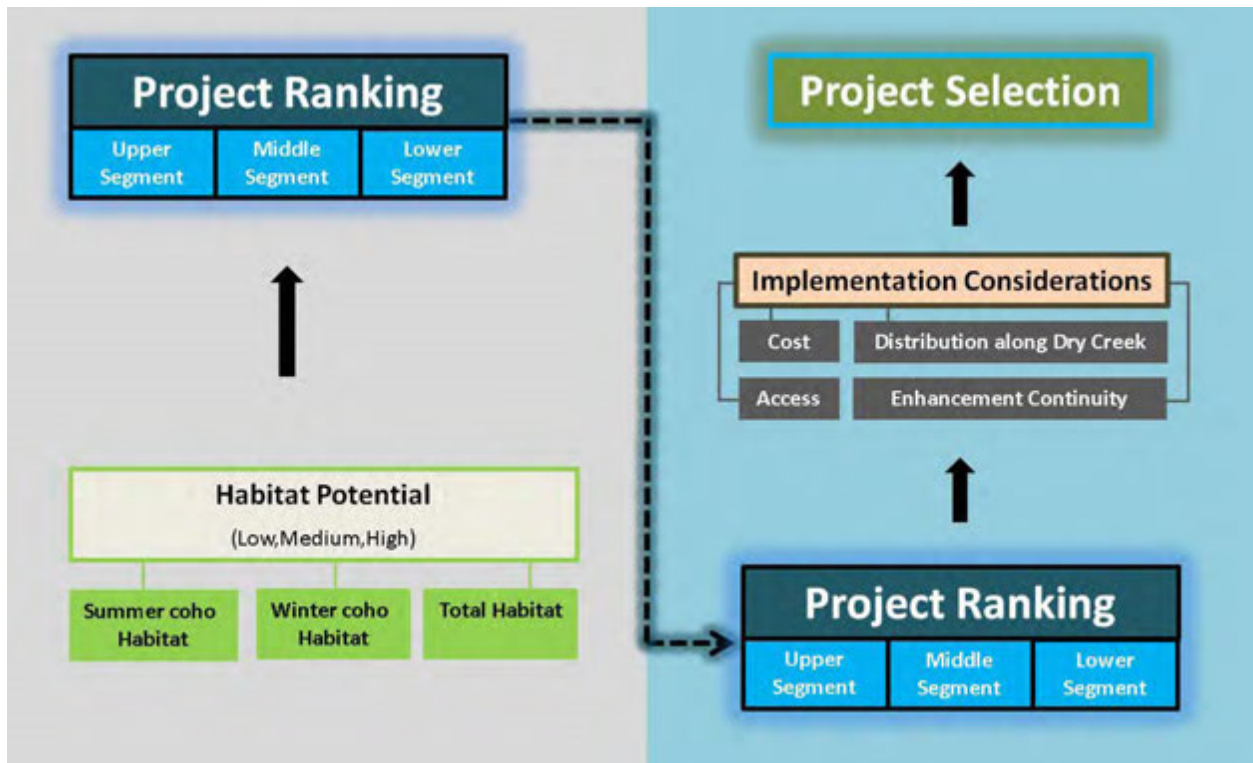 Project Ranking
Upper
Segment
Middle
Segment
Lower
Segment
Habitat Potential
(Low,Medium,High)
Summer coho
Habitat
Winter coho
Habitat
Total Habitat
Project Selection
Implementation Considerations
Cost
Distribution along Dry Creek
Access
Enhancement Continuity
Project Ranking
Upper
Segment
Middle
Segment
Lower
Segment